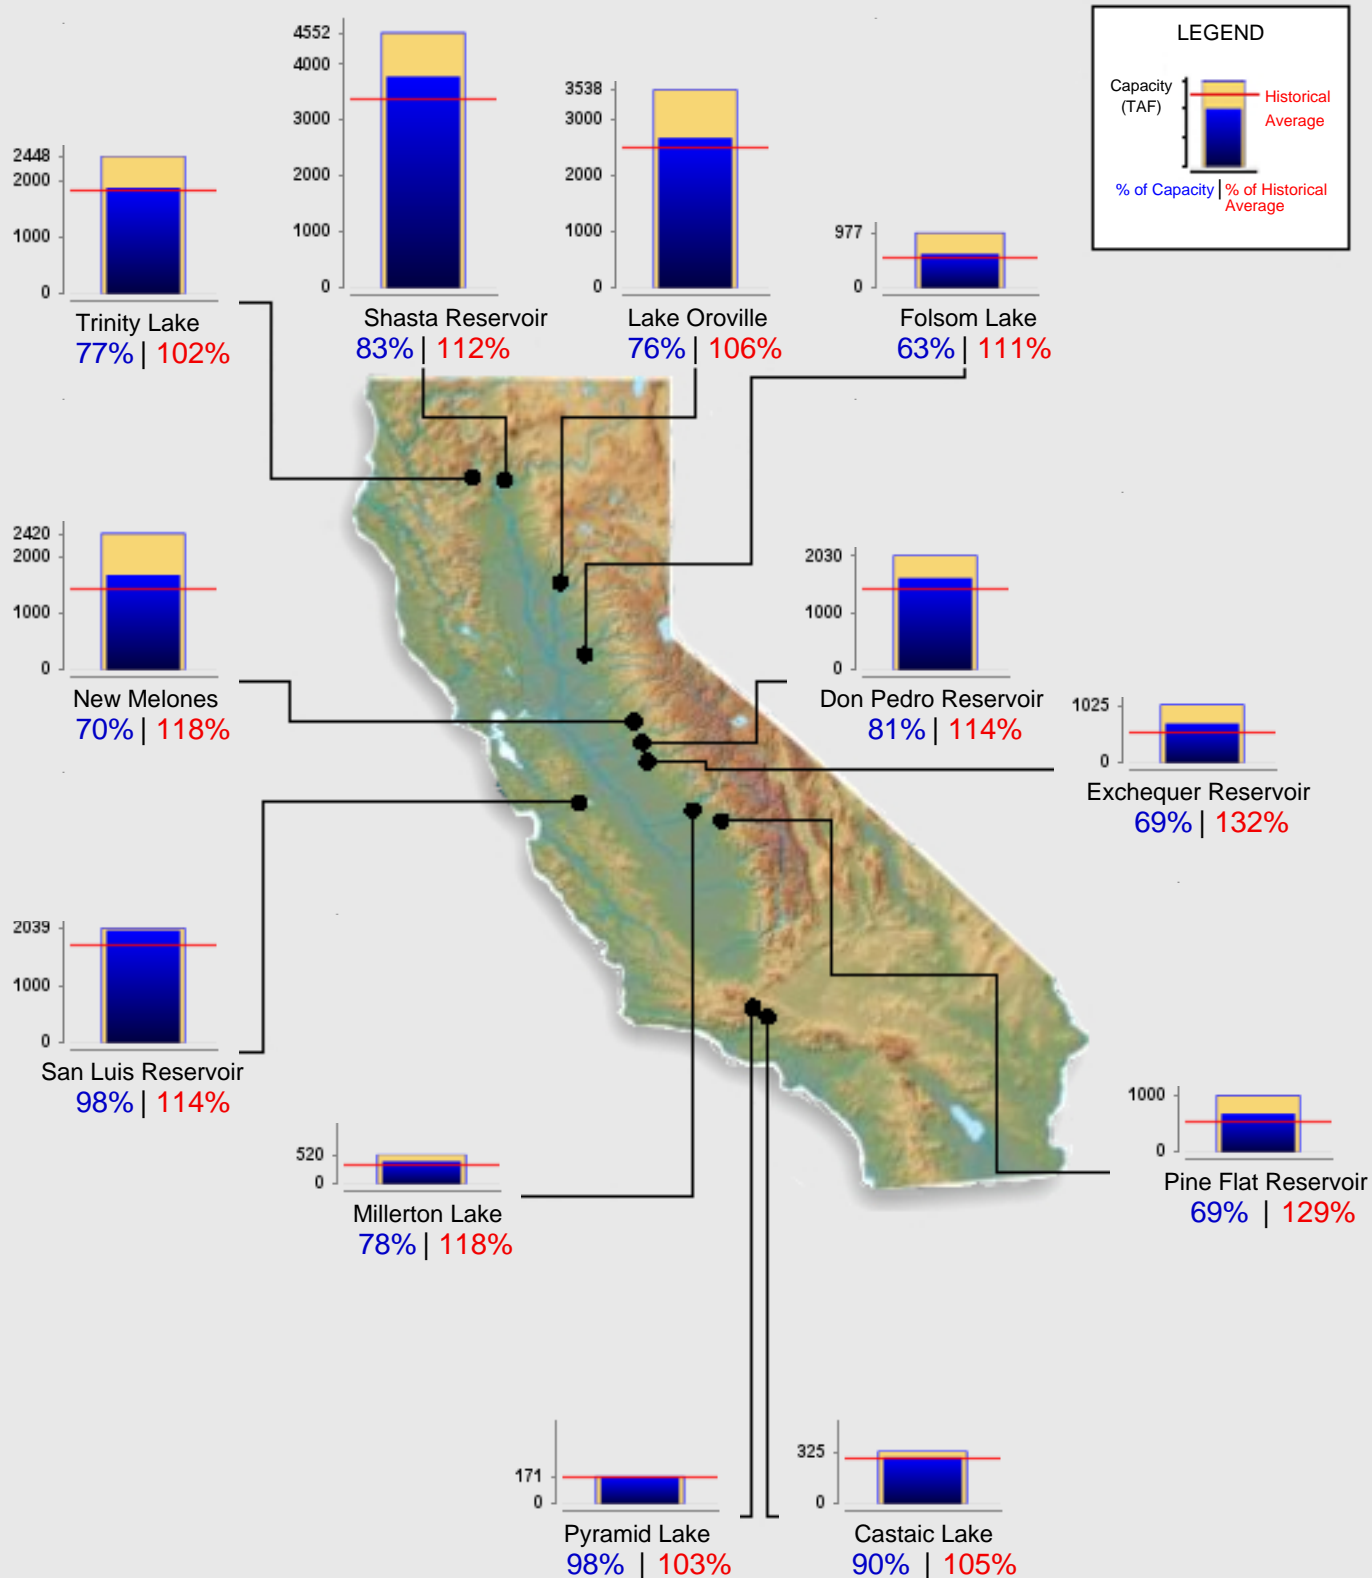 LEGEND
Capacity
(TAF)
Historical
Average
% of Capacity | % of Historical
Average
4552
4000
3000
2000
1000
0
Shasta Reservoir
83% | 112%
3538
3000
2000
1000
0
Lake Oroville
76% | 106%
2448
2000
1000
0
Trinity Lake
77% | 102%
977
0
Folsom Lake
63% | 111%
2420
2000
1000
0
New Melones
70% | 118%
2030
1000
0
Don Pedro Reservoir
81% | 114%
1025
0
Exchequer Reservoir
69% | 132%
2039
1000
0
San Luis Reservoir
98% | 114%
520
0
Millerton Lake
78% | 118%
1000
0
Pine Flat Reservoir
69% | 129%
171
0
Pyramid Lake
98% | 103%
325
0
Castaic Lake
90% | 105%